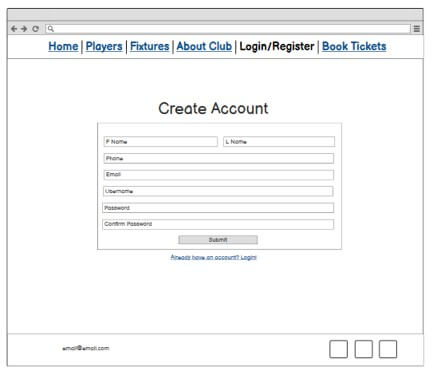 Home | Players | Fixtures | About Club | Login/Register | Book Tickets
Create Account
F Name L Name
Phone
Email
Username
Password
Confirm Password
Submit
Already have an account? Login!
email@email.com